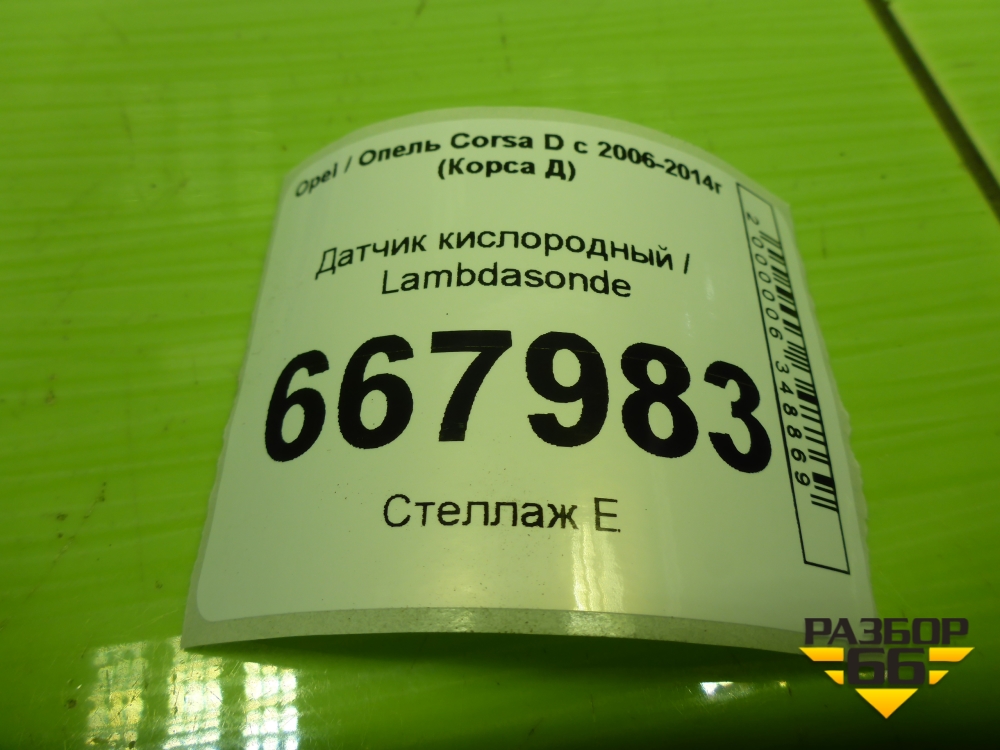 Opel / Опель Corsa D с 2006-2014г
(Корса Д)
Датчик кислородный /
Lambdasonde
667983
Стеллаж Е
2000006348869
РАЗБОР
66